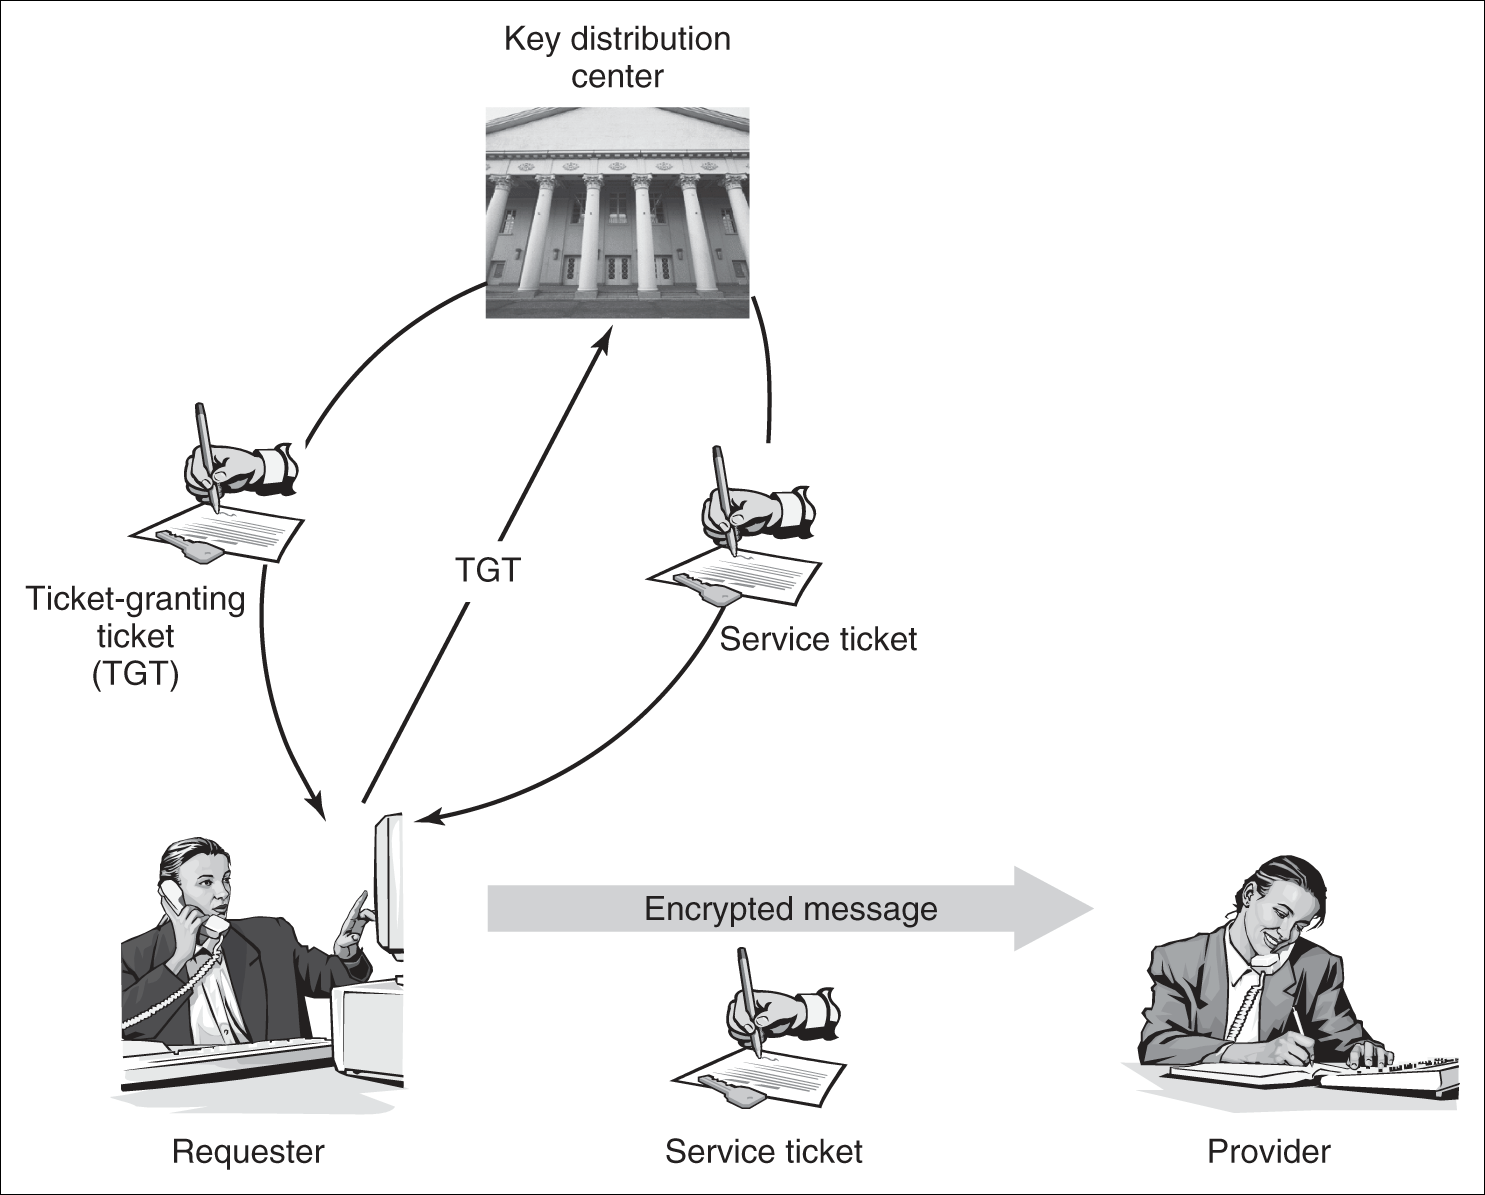 Key distribution
center
TGT
Ticket-granting
ticket
(TGT)
Service ticket
Encrypted message
Requester
Service ticket
Provider